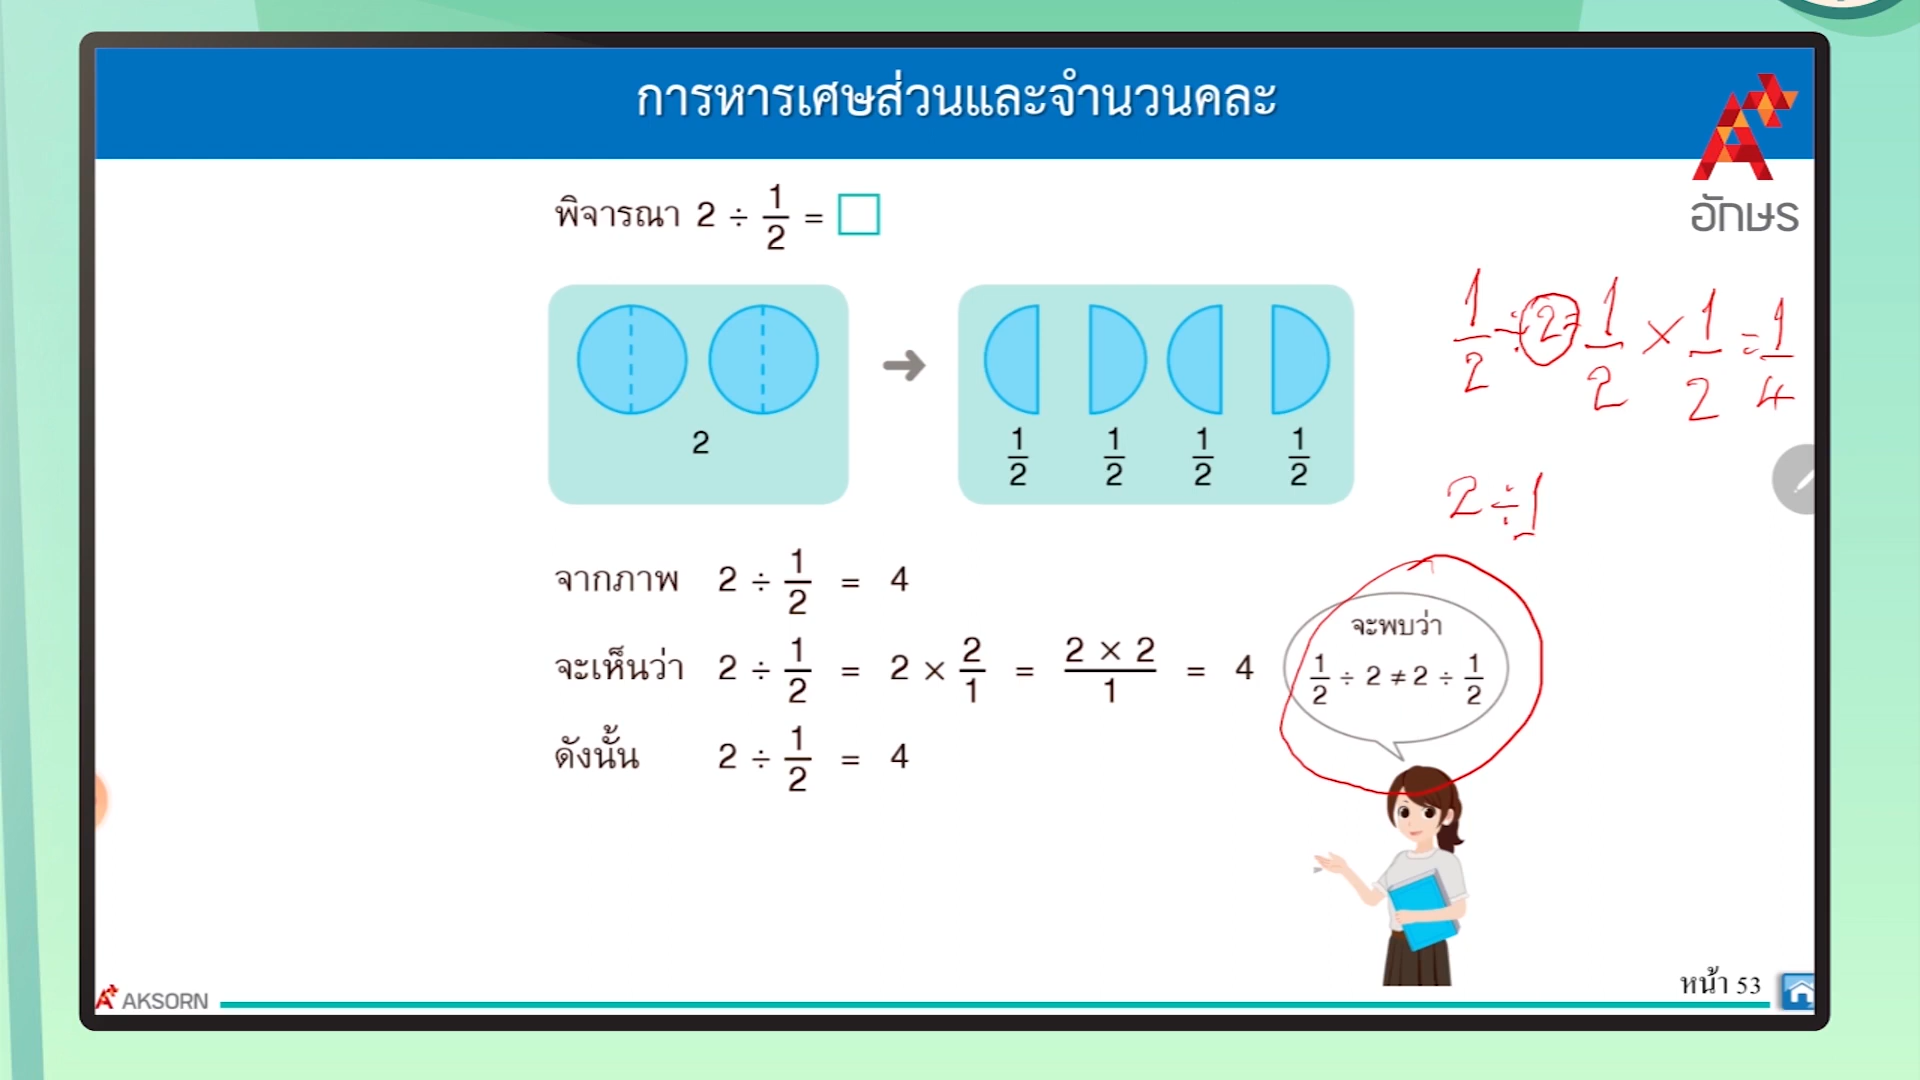 การหารเศษส่วนและจำนวนคละ
อักษร
พิจารณา 2 ÷ 1/2 = □
2
1/2 1/2 1/2 1/2
1/2 ÷ 2 = 1/2 × 1/2 = 1/4
2 ÷ 1
จากภาพ 2 ÷ 1/2 = 4
จะเห็นว่า 2 ÷ 1/2 = 2 × 2/1 = 2 × 2/1 = 4
ดังนั้น 2 ÷ 1/2 = 4
จะพบว่า
1/2 ÷ 2 ≠ 2 ÷ 1/2
หน้า 53
AKSORN